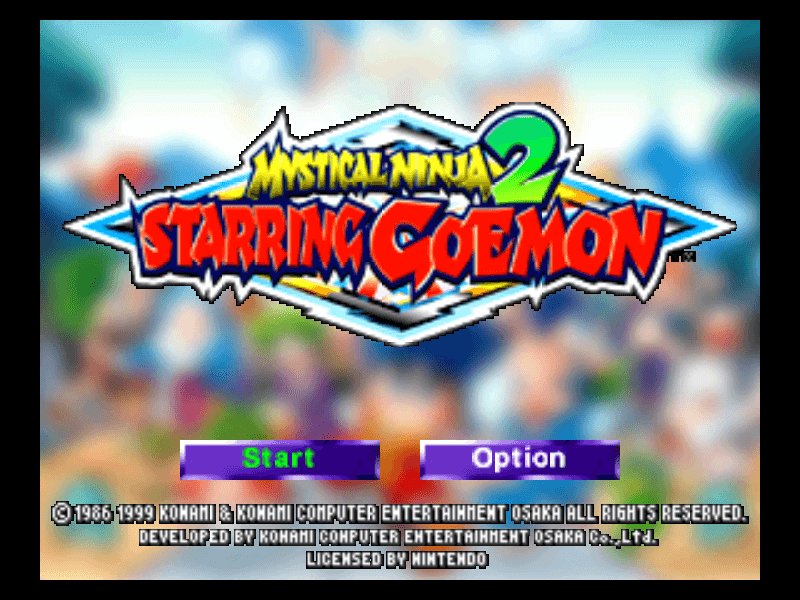 MYSTICAL NINJA 2
STARRING GOEMON
TM
Start Option
©1986 1999 KONAMI & KONAMI COMPUTER ENTERTAINMENT OSAKA ALL RIGHTS RESERVED.
DEVELOPED BY KONAMI COMPUTER ENTERTAINMENT OSAKA Co.,Ltd.
LICENSED BY NINTENDO